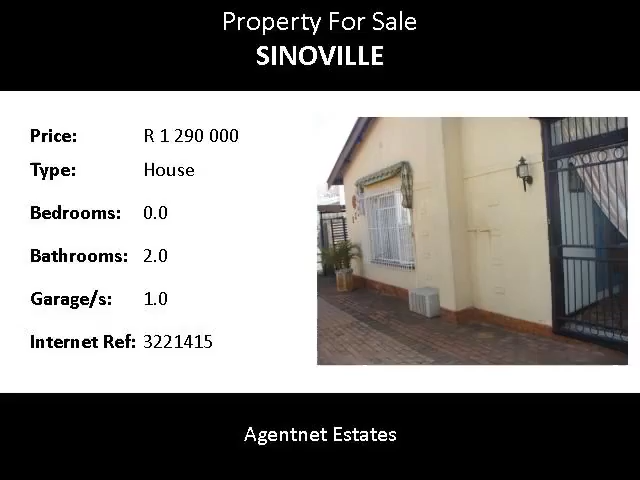 Property For Sale
SINOVILLE
Price: R 1 290 000
Type: House
Bedrooms: 0.0
Bathrooms: 2.0
Garage/s: 1.0
Internet Ref: 3221415
Agentnet Estates